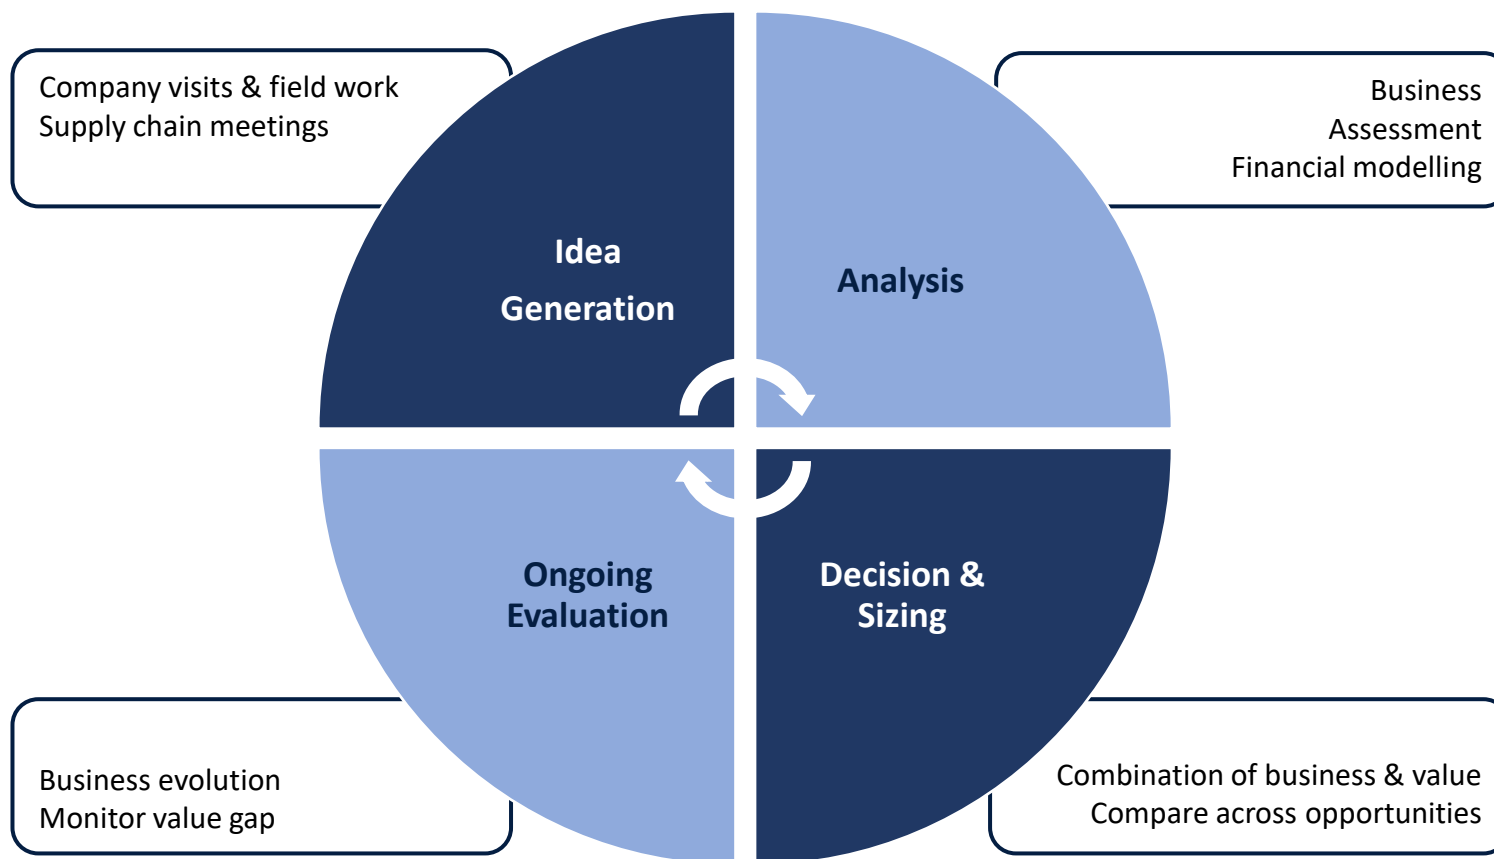 Company visits & field work
Supply chain meetings
Business
Assessment
Financial modelling
Idea
Generation
Analysis
Ongoing
Evaluation
Decision &
Sizing
Business evolution
Monitor value gap
Combination of business & value
Compare across opportunities